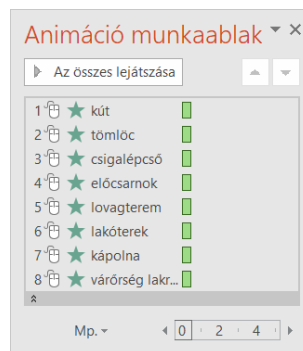 Animáció munkaablak
Az összes lejátszása
1 kút
2 tömlöc
3 csigalépcső
4 előcsarnok
5 lovagterem
6 lakóterek
7 kápolna
8 várőrség lakr...
Mp. 0 2 4